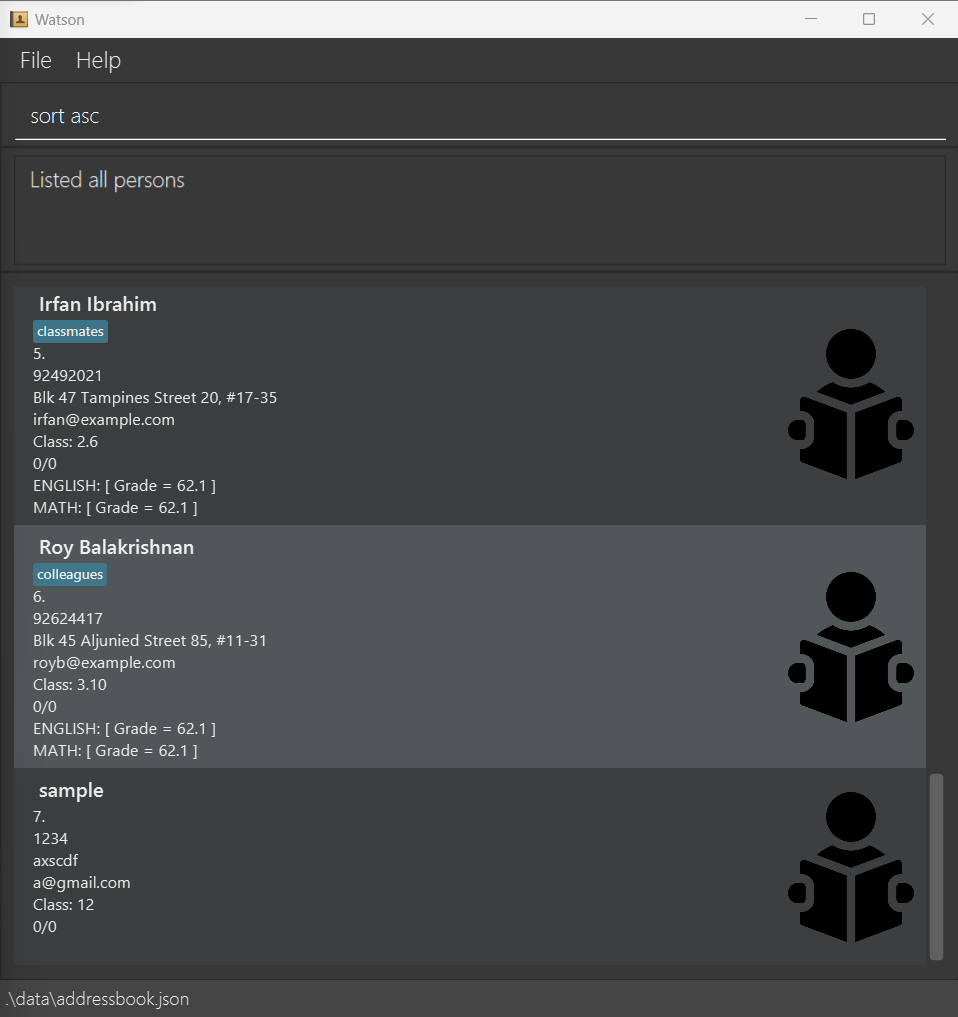 Watson
File Help
sort asc
Listed all persons
Irfan Ibrahim
classmates
5.
92492021
Blk 47 Tampines Street 20, #17-35
irfan@example.com
Class: 2.6
0/0
ENGLISH: [ Grade = 62.1 ]
MATH: [ Grade = 62.1 ]
Roy Balakrishnan
colleagues
6.
92624417
Blk 45 Aljunied Street 85, #11-31
royb@example.com
Class: 3.10
0/0
ENGLISH: [ Grade = 62.1 ]
MATH: [ Grade = 62.1 ]
sample
7.
1234
axscdf
a@gmail.com
Class: 12
0/0
.\data\addressbook.json